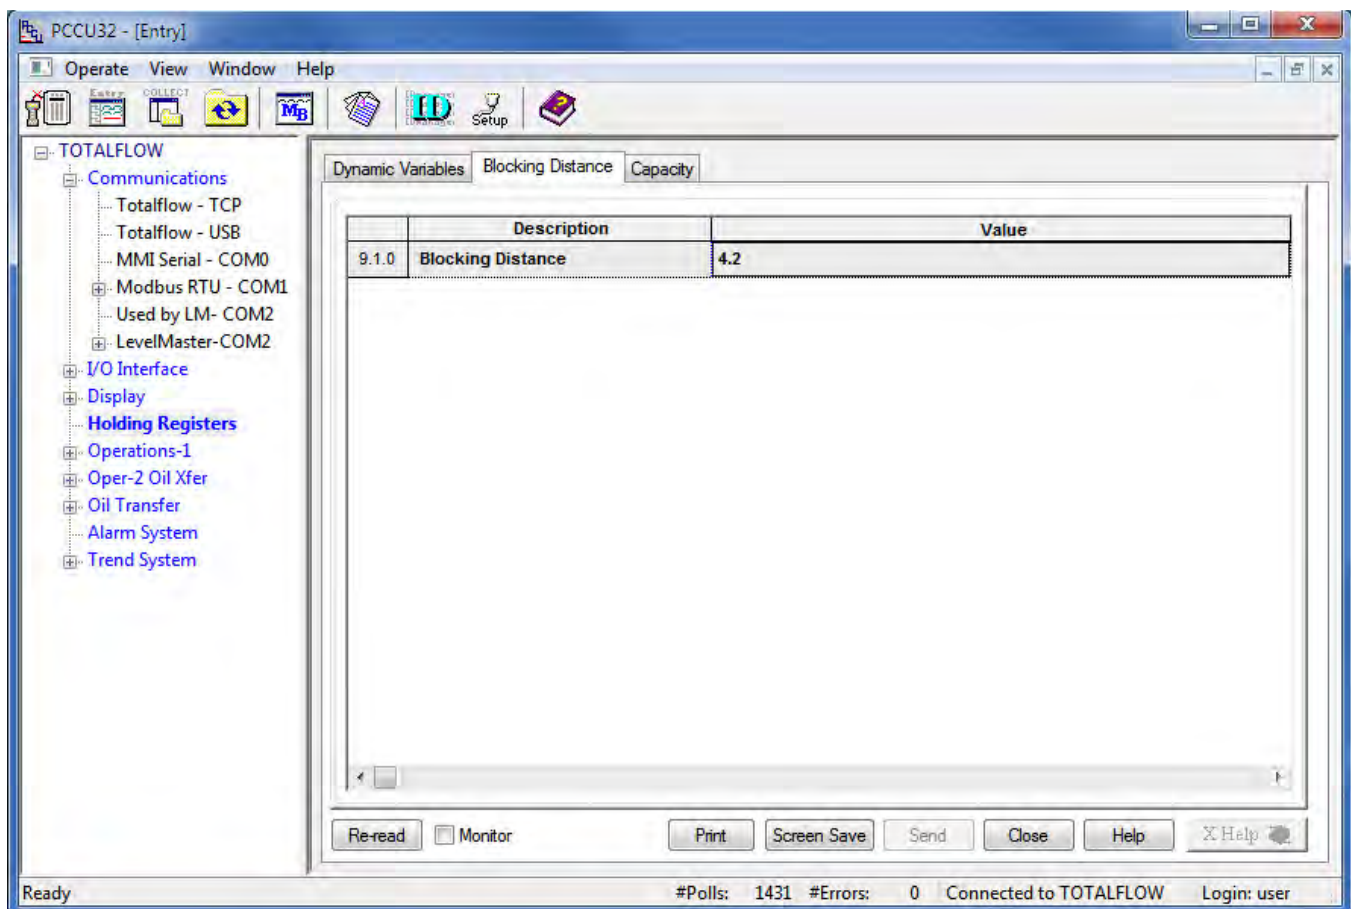 PCCU32 - [Entry]
Operate View Window Help
Entry COLLECT
MB ID Setup
TOTALFLOW
Communications
Totalflow - TCP
Totalflow - USB
MMI Serial - COM0
Modbus RTU - COM1
Used by LM- COM2
LevelMaster-COM2
I/O Interface
Display
Holding Registers
Operations-1
Oper-2 Oil Xfer
Oil Transfer
Alarm System
Trend System
Dynamic Variables Blocking Distance Capacity
Description Value
9.1.0 Blocking Distance 4.2
Re-read Monitor Print Screen Save Send Close Help X Help
Ready #Polls: 1431 #Errors: 0 Connected to TOTALFLOW Login: user